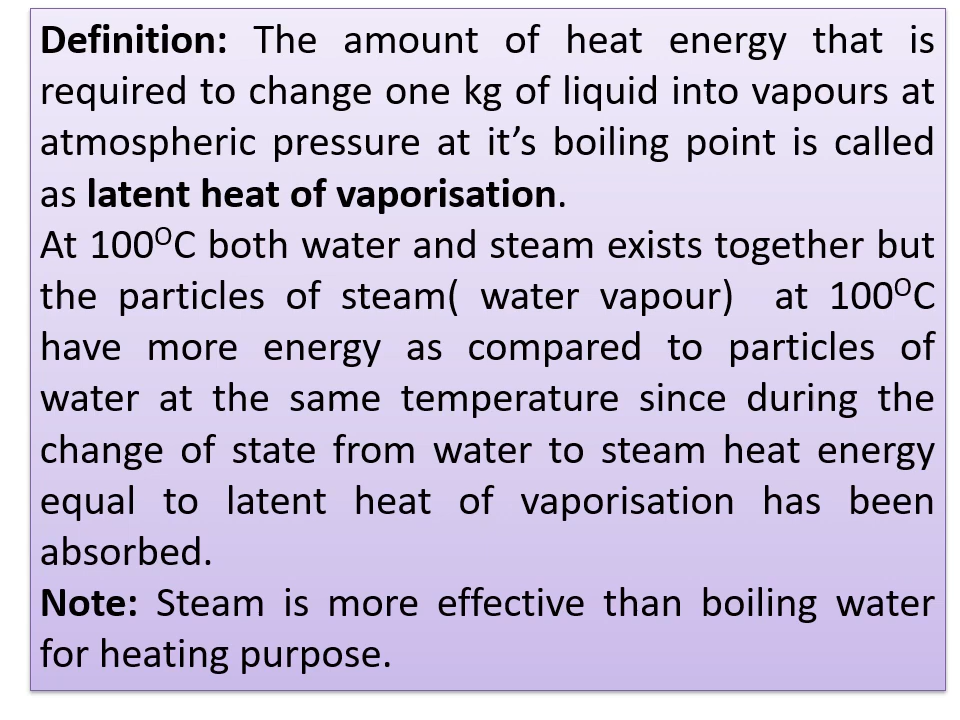 Definition: The amount of heat energy that is
required to change one kg of liquid into vapours at
atmospheric pressure at it’s boiling point is called
as latent heat of vaporisation.
At 100⁰C both water and steam exists together but
the particles of steam( water vapour) at 100⁰C
have more energy as compared to particles of
water at the same temperature since during the
change of state from water to steam heat energy
equal to latent heat of vaporisation has been
absorbed.
Note: Steam is more effective than boiling water
for heating purpose.